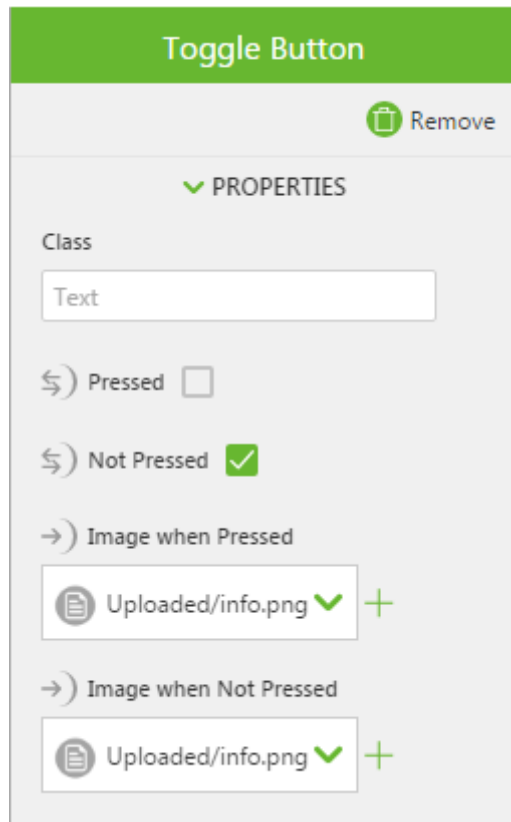 Toggle Button
Remove
PROPERTIES
Class
Text
Pressed
Not Pressed
Image when Pressed
Uploaded/info.png
Image when Not Pressed
Uploaded/info.png